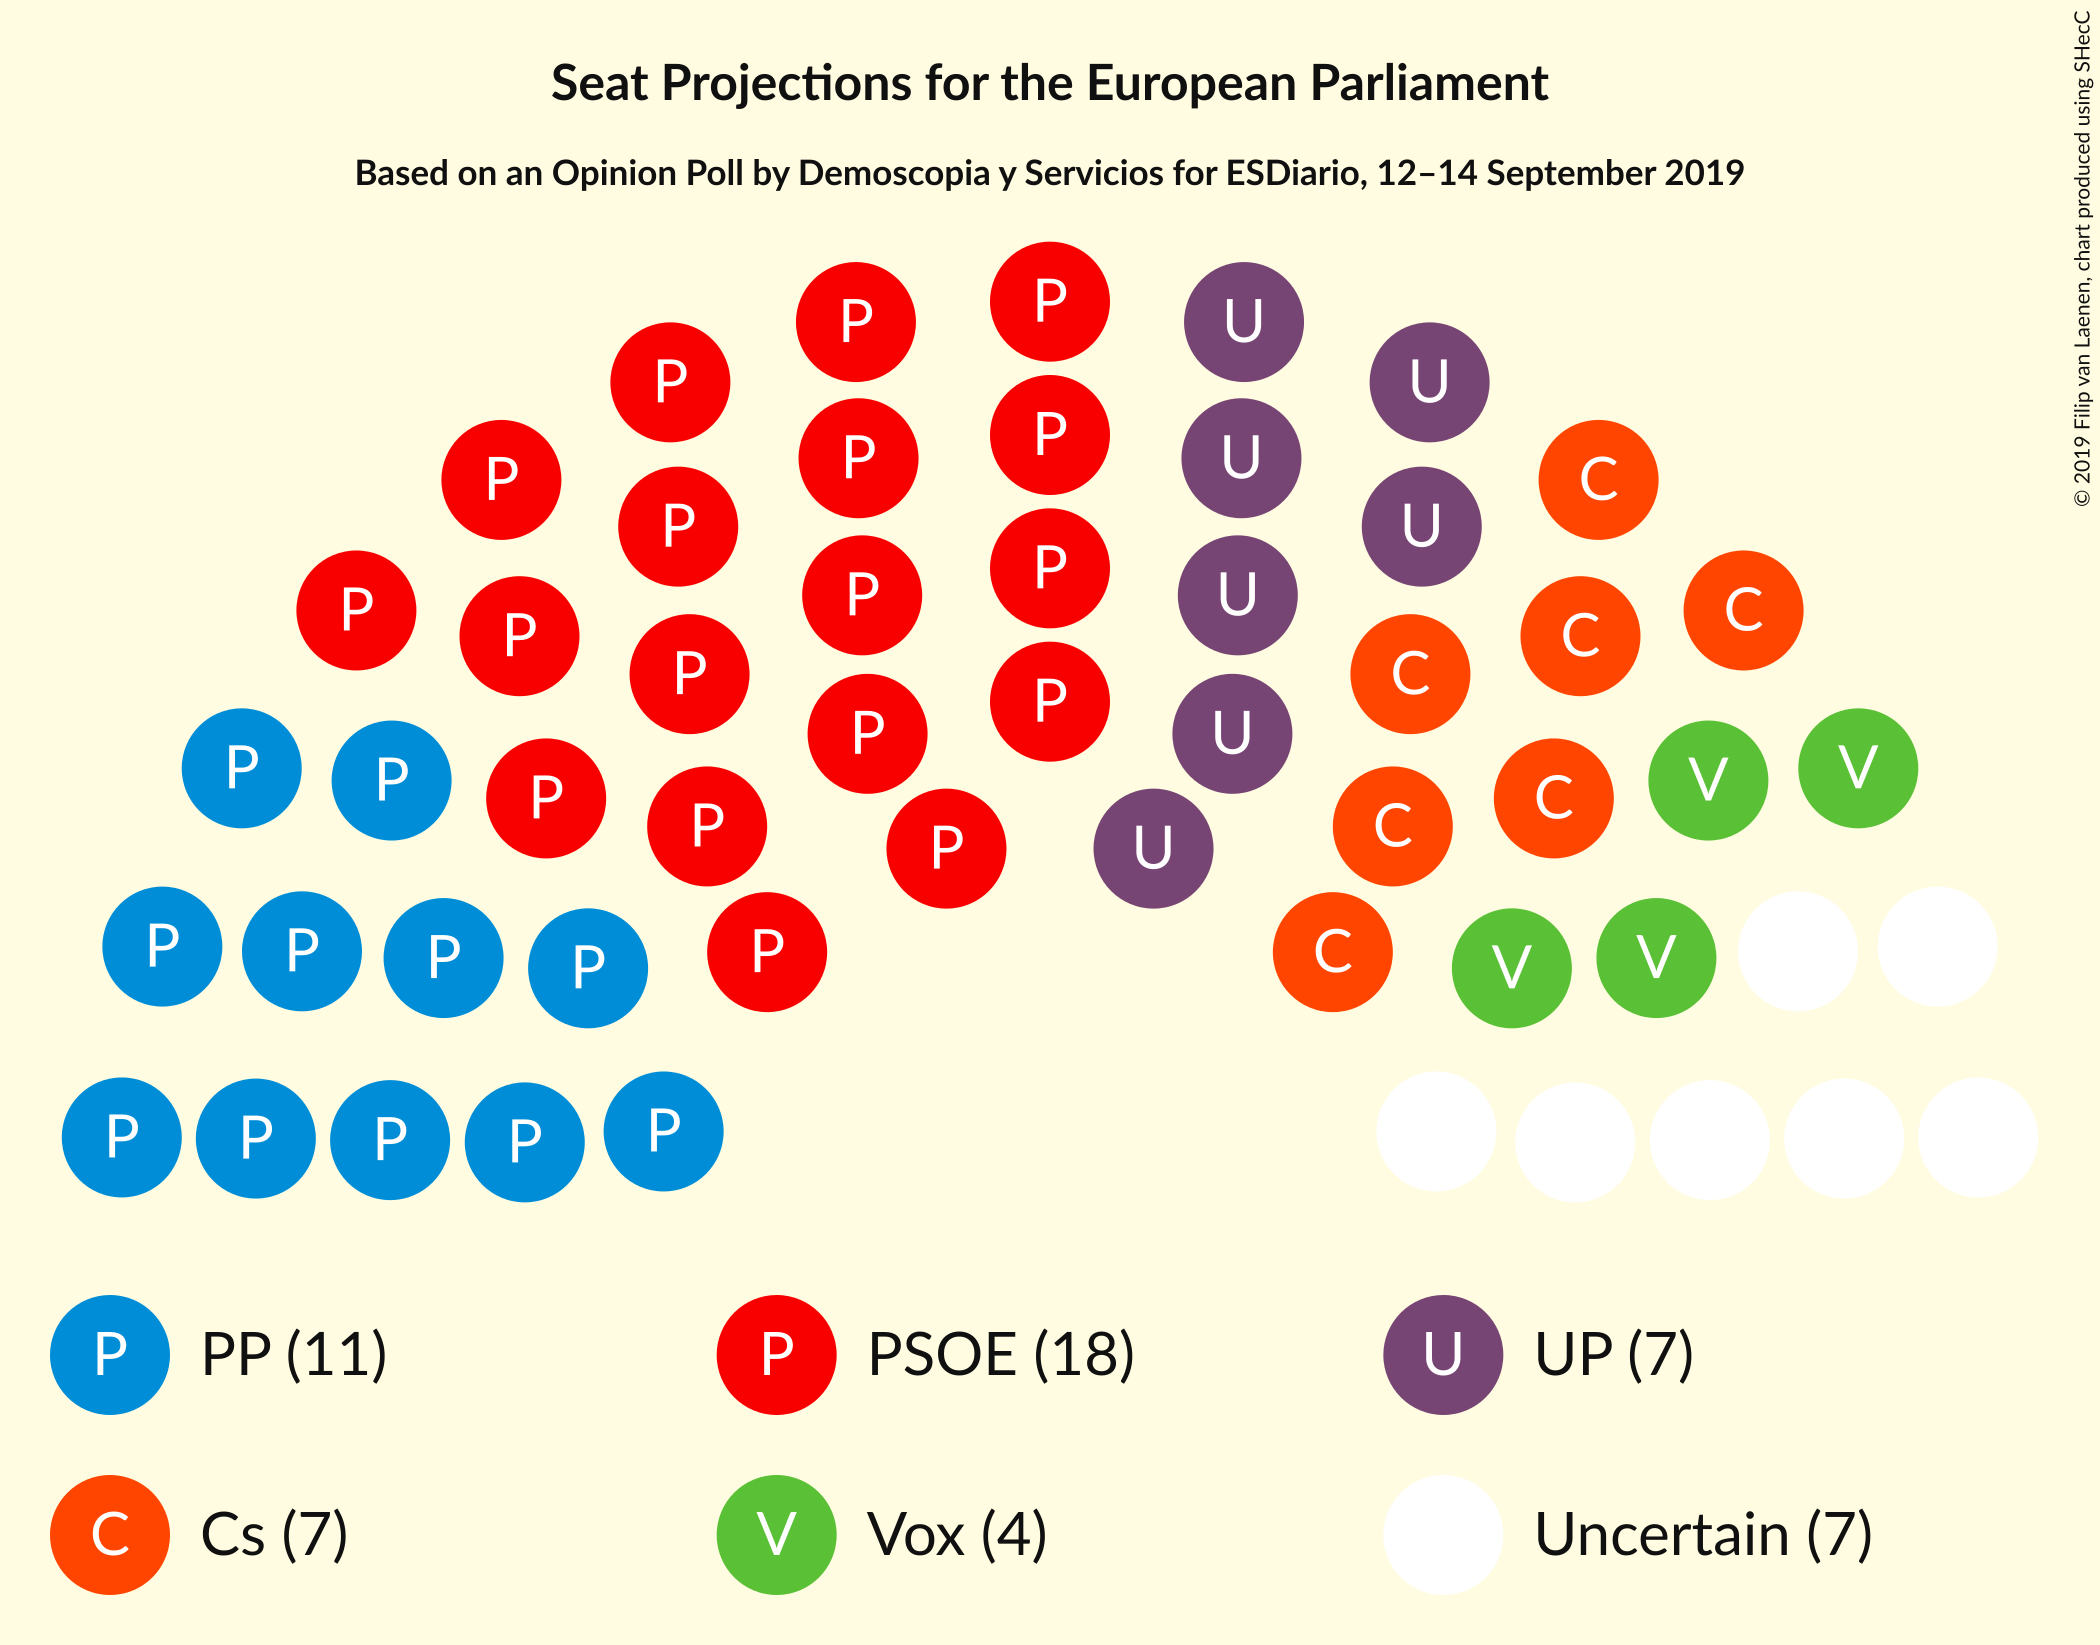 Seat Projections for the European Parliament
Based on an Opinion Poll by Demoscopia y Servicios for ESDiario, 12–14 September 2019
© 2019 Filip van Laenen, chart produced using SHecC
P
P U
P U
P
P U
P C
P U
P
P U
P C
P C
P
P U
P C
P
P U
P P V V
P C
P C
P U
P P P P P C V V
P P P P P
P PP (11) P PSOE (18) U UP (7)
C Cs (7) V Vox (4) Uncertain (7)